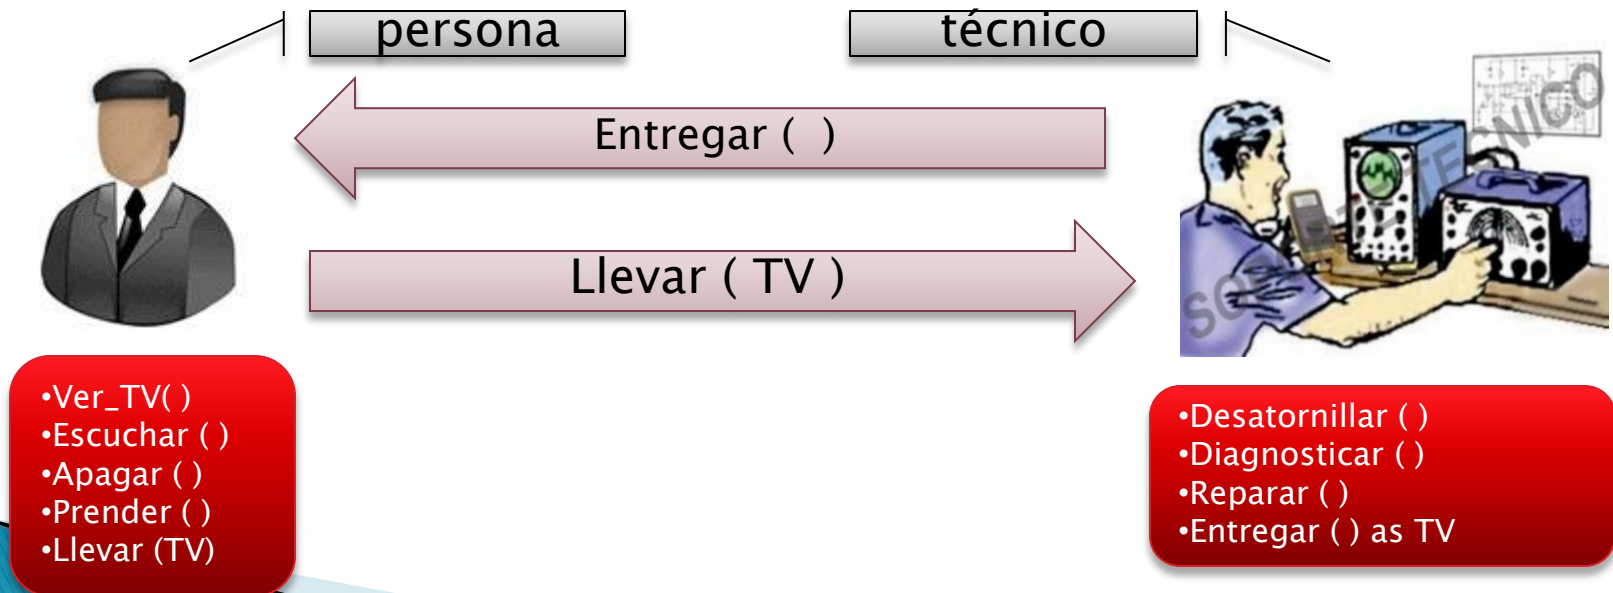 persona
técnico
Entregar ( )
Llevar ( TV )
•Ver_TV( )
•Escuchar ( )
•Apagar ( )
•Prender ( )
•Llevar (TV)
•Desatornillar ( )
•Diagnosticar ( )
•Reparar ( )
•Entregar ( ) as TV